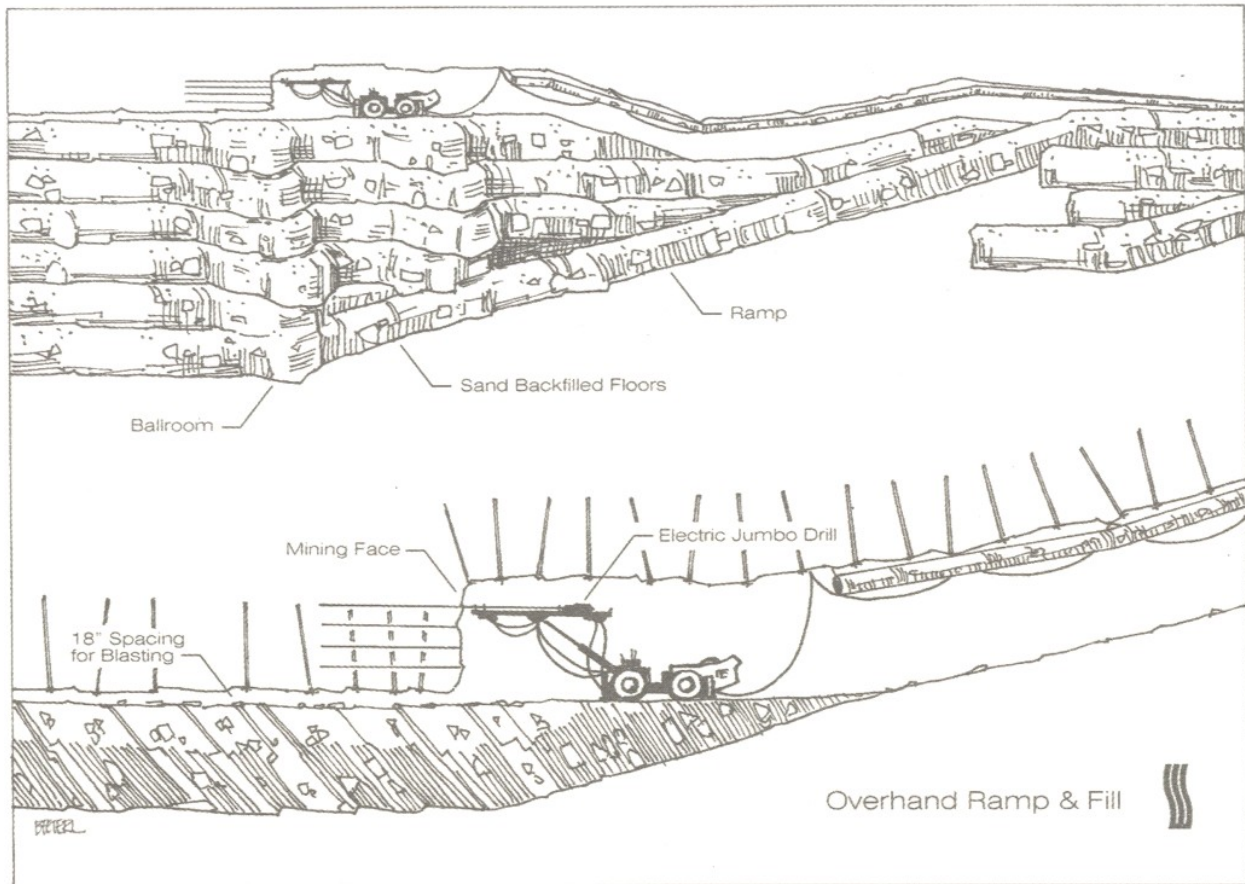 Ramp
Sand Backfilled Floors
Ballroom
Electric Jumbo Drill
Mining Face
18" Spacing
for Blasting
Overhand Ramp & Fill